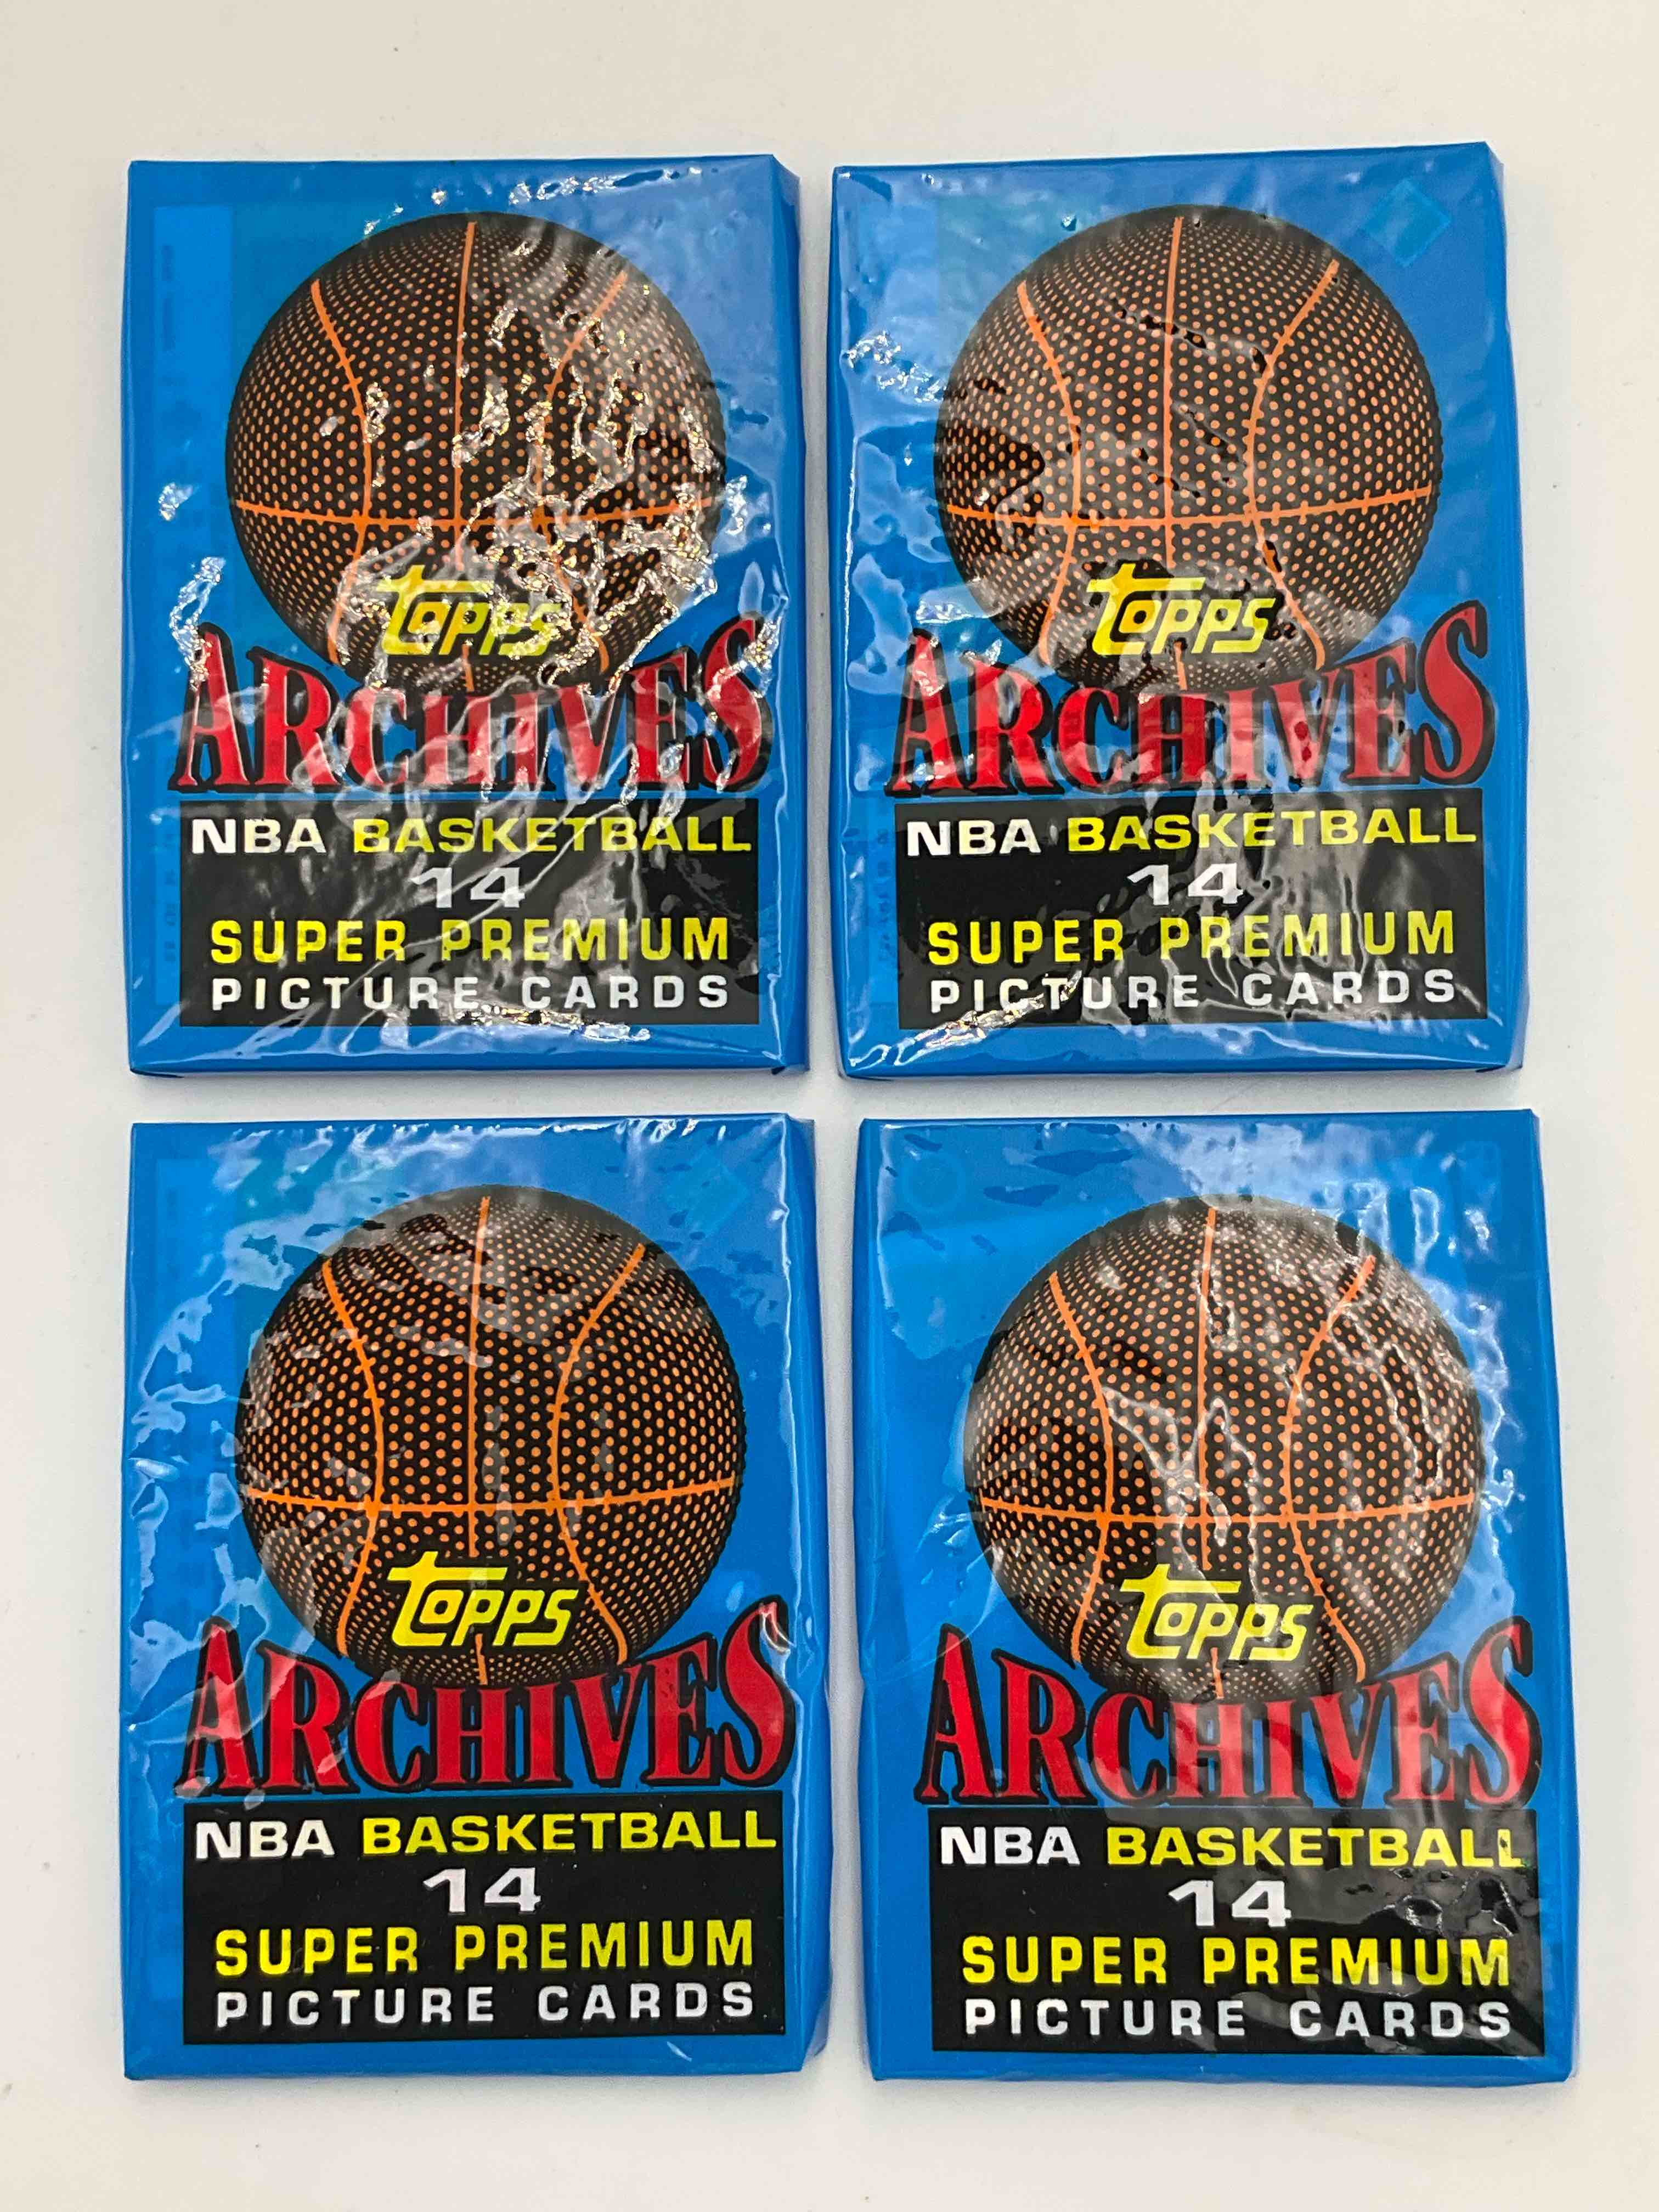 Topps
ARCHIVES
NBA BASKETBALL
14
SUPER PREMIUM
PICTURE CARDS
Topps
ARCHIVES
NBA BASKETBALL
14
SUPER PREMIUM
PICTURE CARDS
Topps
ARCHIVES
NBA BASKETBALL
14
SUPER PREMIUM
PICTURE CARDS
Topps
ARCHIVES
NBA BASKETBALL
14
SUPER PREMIUM
PICTURE CARDS